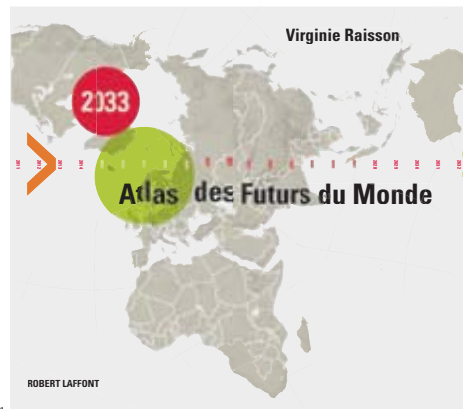 Virginie Raisson
2033
Atlas des Futurs du Monde
ROBERT LAFFONT